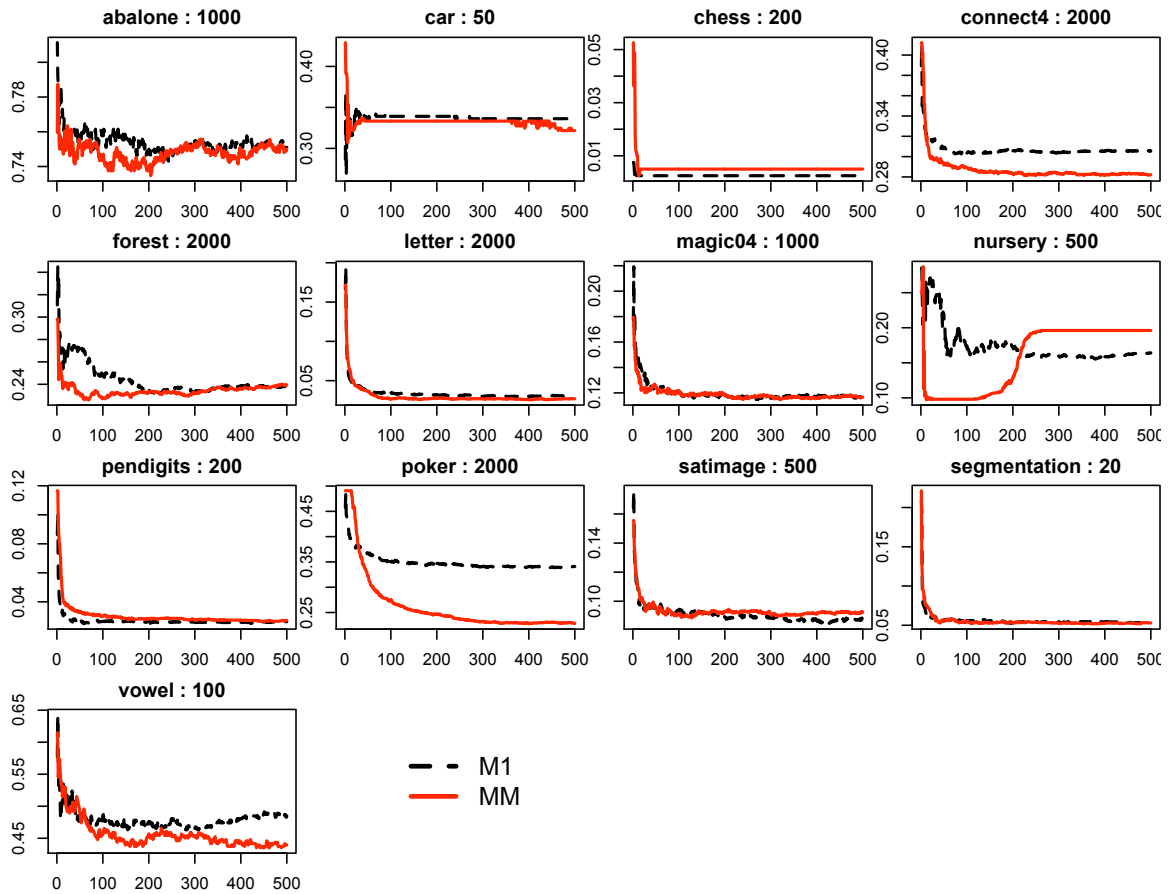 abalone : 1000
0.74 0.78
0 100 200 300 400 500
car : 50
0.30 0.40
0 100 200 300 400 500
chess : 200
0.01 0.03 0.05
0 100 200 300 400 500
connect4 : 2000
0.28 0.34 0.40
0 100 200 300 400 500
forest : 2000
0.24 0.30
0 100 200 300 400 500
letter : 2000
0.05 0.15
0 100 200 300 400 500
magic04 : 1000
0.12 0.16 0.20
0 100 200 300 400 500
nursery : 500
0.10 0.20
0 100 200 300 400 500
pendigits : 200
0.04 0.08 0.12
0 100 200 300 400 500
poker : 2000
0.25 0.35 0.45
0 100 200 300 400 500
satimage : 500
0.10 0.14
0 100 200 300 400 500
segmentation : 20
0.05 0.15
0 100 200 300 400 500
vowel : 100
0.45 0.55 0.65
0 100 200 300 400 500
M1
MM